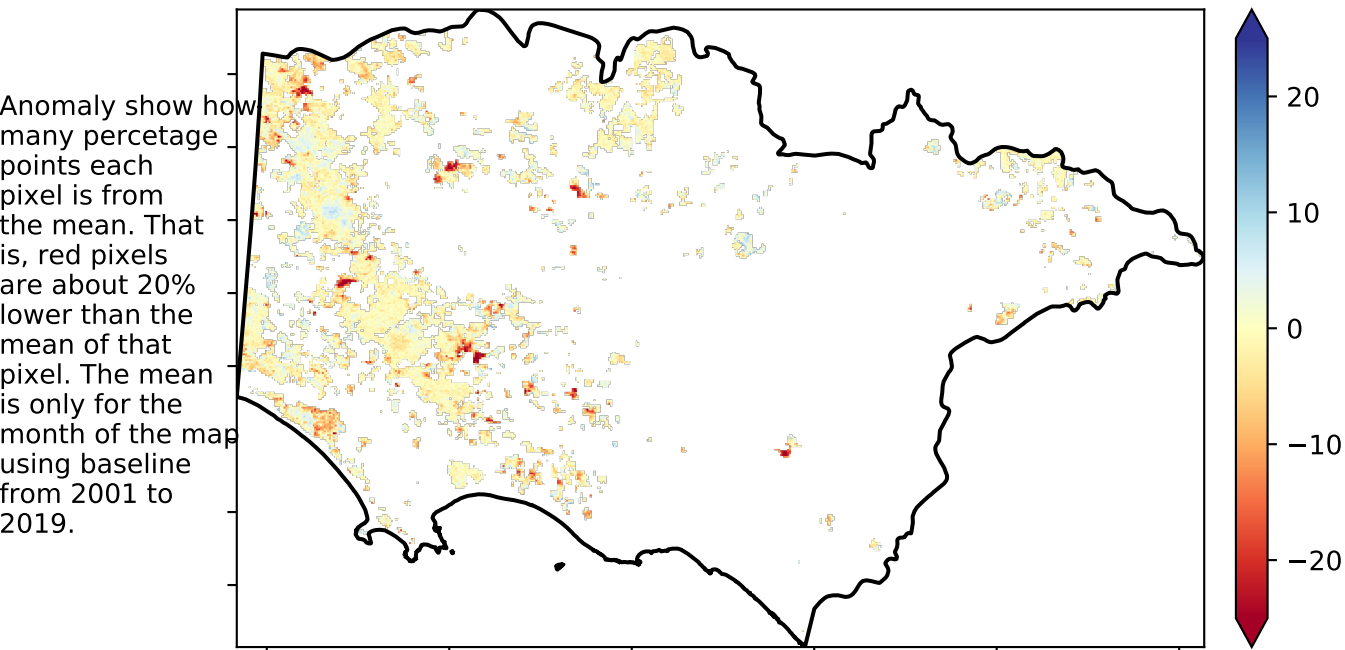 Anomaly show how
many percetage
points each
pixel is from
the mean. That
is, red pixels
are about 20%
lower than the
mean of that
pixel. The mean
is only for the
month of the map
using baseline
from 2001 to
2019.
20
10
0
−10
−20